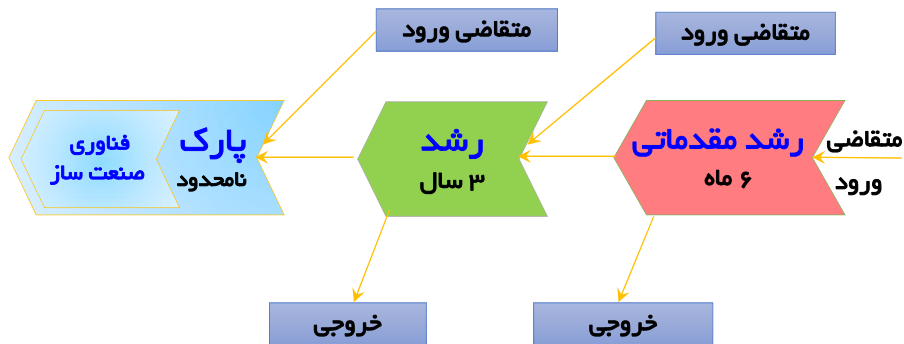 متقاضی ورود
متقاضی ورود
متقاضی
ورود
رشد مقدماتی
۶ ماه
رشد
۳ سال
پارک
نامحدود
فناوری
صنعت ساز
خروجی
خروجی